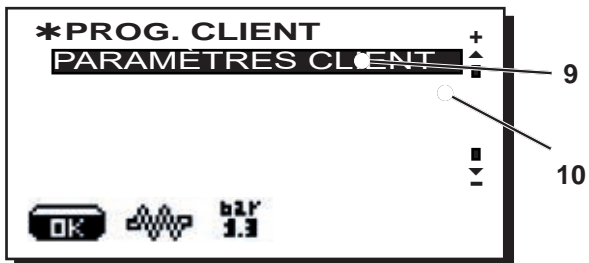 *PROG. CLIENT
+
PARAMÈTRES CLIENT
9
10
-
OK
bar
1.3